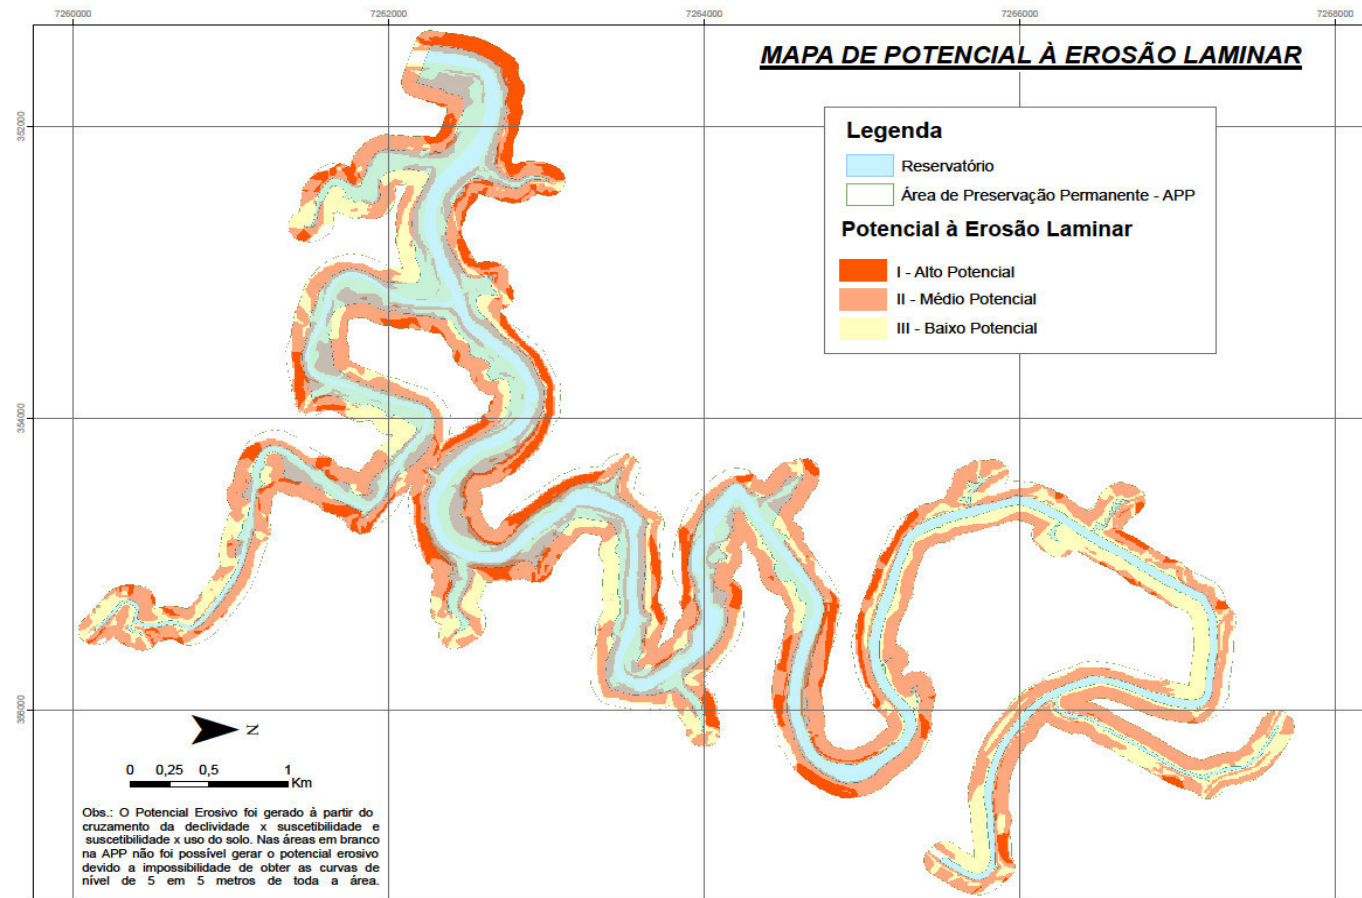 7260000
7262000
7264000
7266000
7268000
MAPA DE POTENCIAL À EROSÃO LAMINAR
352000
Legenda
Reservatório
Área de Preservação Permanente - APP
Potencial à Erosão Laminar
I - Alto Potencial
II - Médio Potencial
III - Baixo Potencial
354000
356000
N
0 0,25 0,5 1
Km
Obs.: O Potencial Erosivo foi gerado à partir do
cruzamento da declividade x suscetibilidade e
suscetibilidade x uso do solo. Nas áreas em branco
na APP não foi possível gerar o potencial erosivo
devido a impossibilidade de obter as curvas de
nível de 5 em 5 metros de toda a área.